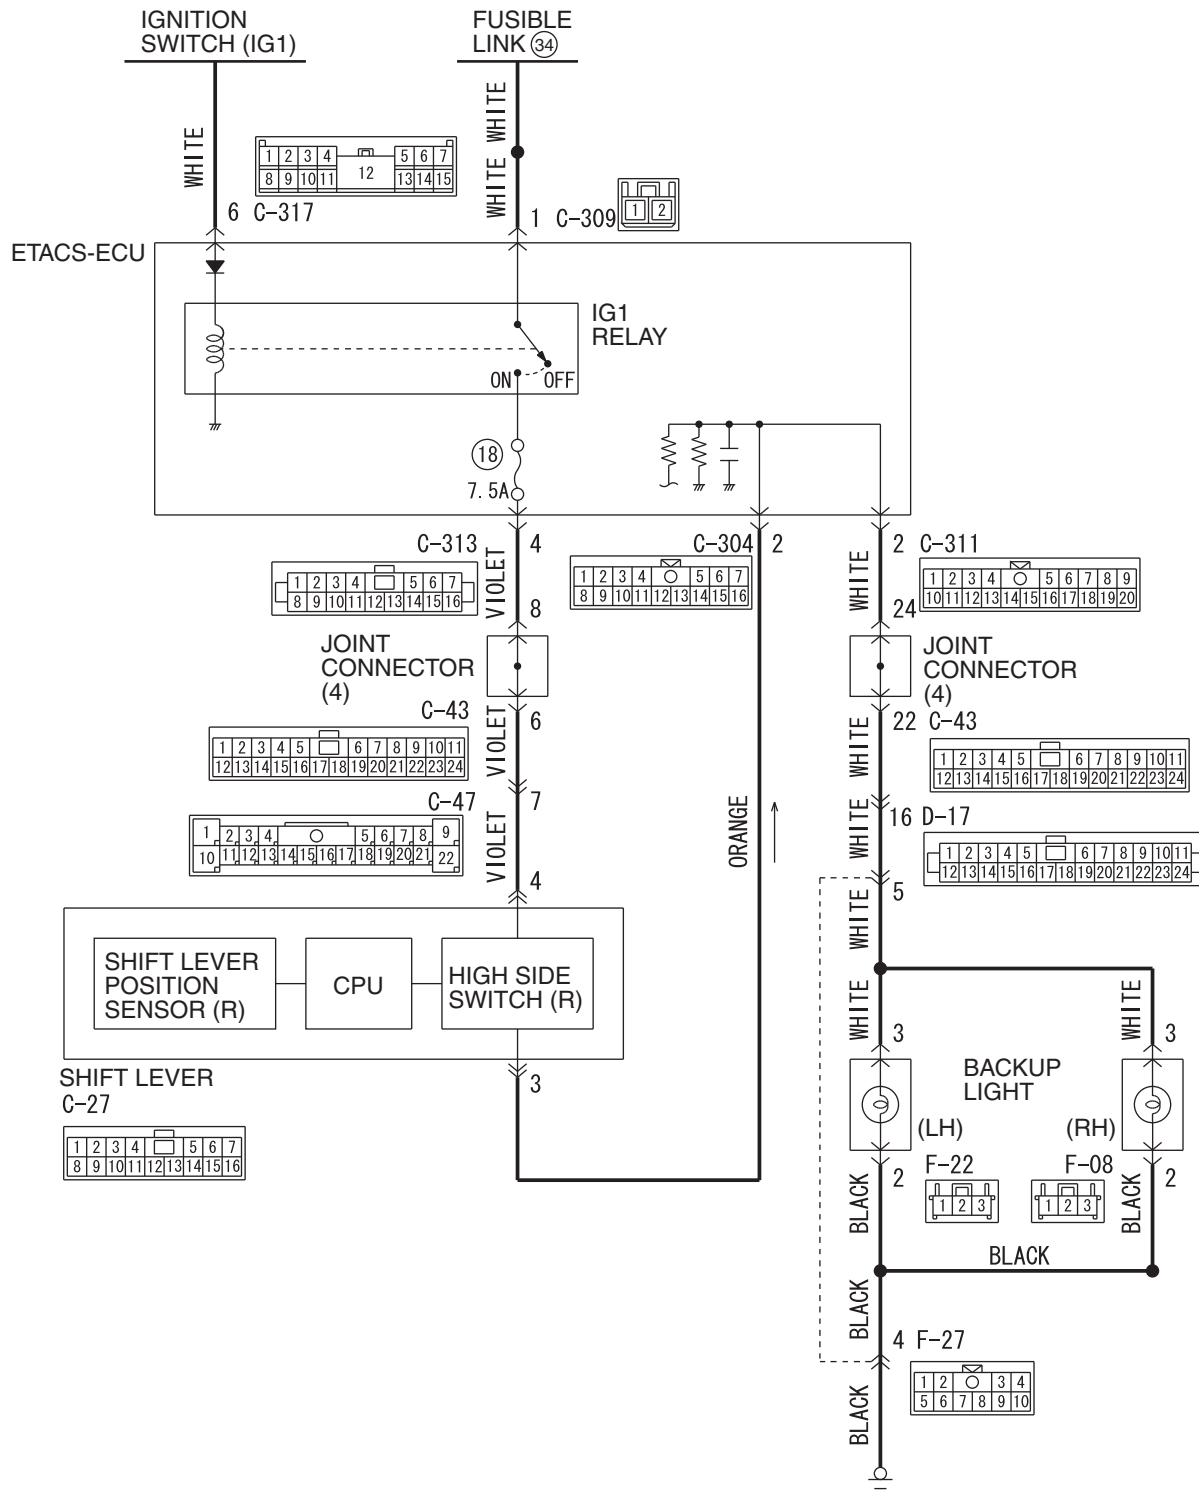 IGNITION
SWITCH (IG1)
FUSIBLE
LINK 34
WHITE
WHITE
WHITE
1 2 3 4 5 6 7
8 9 10 11 12 13 14 15
6 C-317
1 C-309
1 2
ETACS-ECU
IG1
RELAY
ON OFF
18
7.5A
C-313 4
VIOLET
1 2 3 4 5 6 7
8 9 10 11 12 13 14 15 16
8
C-304 2
1 2 3 4 5 6 7
8 9 10 11 12 13 14 15 16
2 C-311
WHITE
1 2 3 4 5 6 7 8 9
10 11 12 13 14 15 16 17 18 19 20
24
JOINT
CONNECTOR
(4)
JOINT
CONNECTOR
(4)
C-43 6
VIOLET
1 2 3 4 5 6 7 8 9 10 11
12 13 14 15 16 17 18 19 20 21 22 23 24
22 C-43
WHITE
1 2 3 4 5 6 7 8 9 10 11
12 13 14 15 16 17 18 19 20 21 22 23 24
C-47 7
VIOLET
1 2 3 4 5 6 7 8 9
10 11 12 13 14 15 16 17 18 19 20 21 22
4
ORANGE
16 D-17
WHITE
1 2 3 4 5 6 7 8 9 10 11
12 13 14 15 16 17 18 19 20 21 22 23 24
5
WHITE
SHIFT LEVER
POSITION
SENSOR (R)
CPU
HIGH SIDE
SWITCH (R)
WHITE
WHITE
3
3
SHIFT LEVER
C-27
3
1 2 3 4 5 6 7
8 9 10 11 12 13 14 15 16
BACKUP
LIGHT
(LH)
(RH)
2 F-22
1 2 3
F-08 2
1 2 3
BLACK
BLACK
BLACK
BLACK
4 F-27
1 2 3 4
5 6 7 8 9 10
BLACK